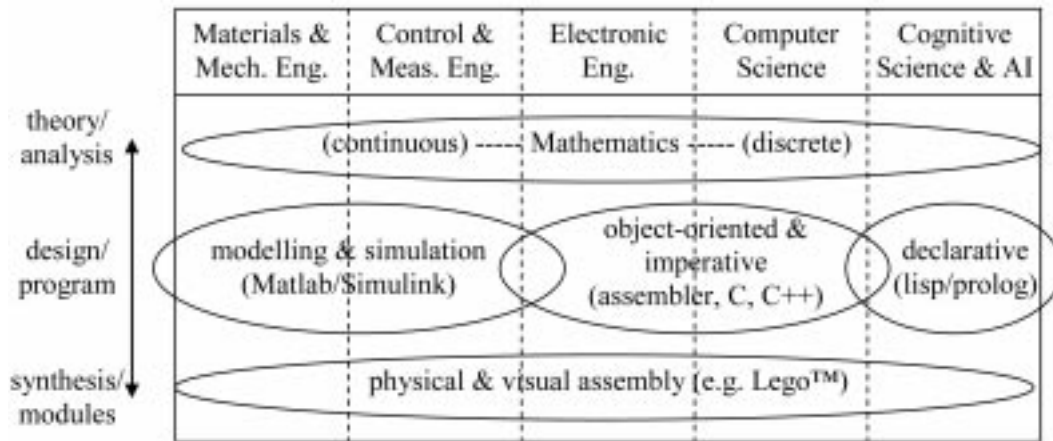 Materials & Mech. Eng.
Control & Meas. Eng.
Electronic Eng.
Computer Science
Cognitive Science & AI
theory/
analysis
(continuous) ----- Mathematics ----- (discrete)
design/
program
modelling & simulation
(Matlab/Simulink)
object-oriented &
imperative
(assembler, C, C++)
declarative
(lisp/prolog)
synthesis/
modules
physical & visual assembly (e.g. Lego™)